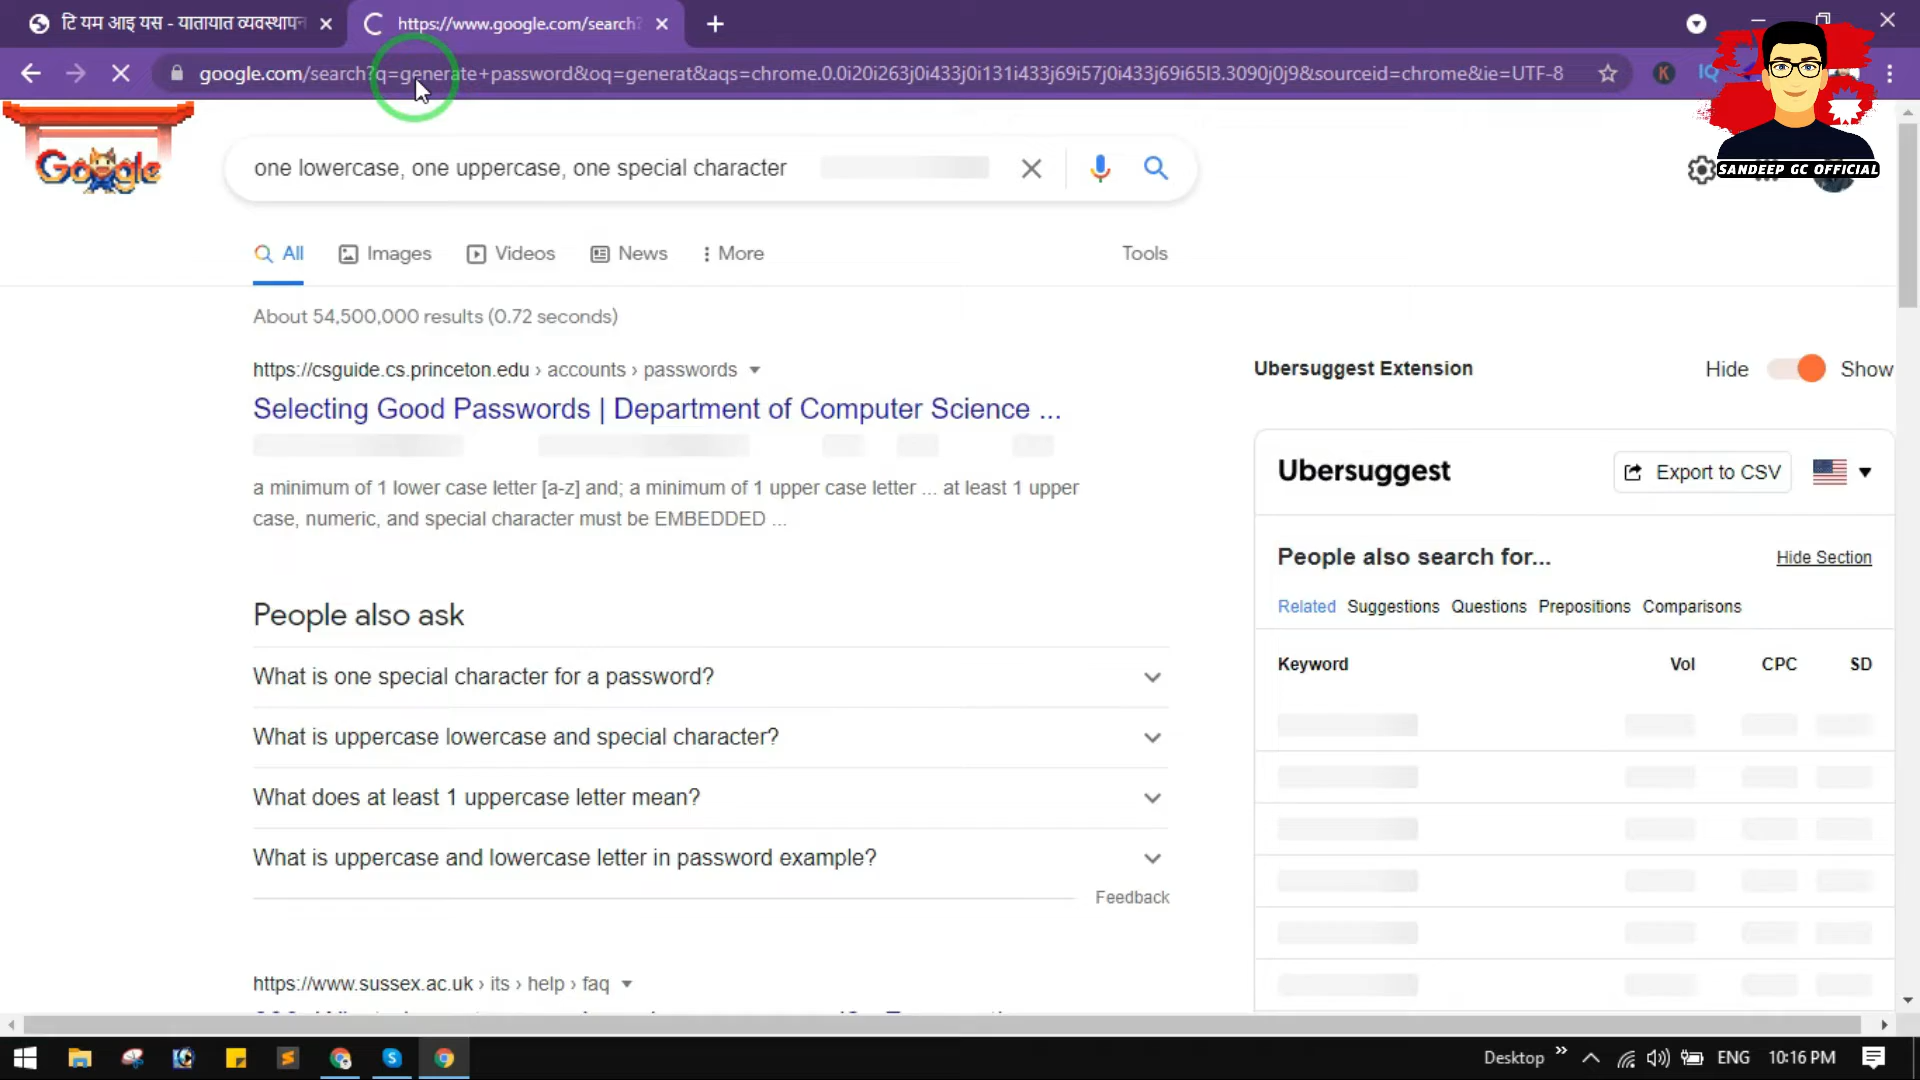 टि यम आइ यस - यातायात व्यवस्थापन
https://www.google.com/search?
google.com/search?q=generate+password&oq=generat&aqs=chrome.0.0i20i263j0i433j0i131i433j69i57j0i433j69i65l3.3090j0j9&sourceid=chrome&ie=UTF-8
K
IQ
SANDEEP GC OFFICIAL
Google
one lowercase, one uppercase, one special character
All
Images
Videos
News
More
Tools
About 54,500,000 results (0.72 seconds)
https://csguide.cs.princeton.edu › accounts › passwords
Selecting Good Passwords | Department of Computer Science ...
a minimum of 1 lower case letter [a-z] and; a minimum of 1 upper case letter ... at least 1 upper
case, numeric, and special character must be EMBEDDED ...
People also ask
What is one special character for a password?
What is uppercase lowercase and special character?
What does at least 1 uppercase letter mean?
What is uppercase and lowercase letter in password example?
Feedback
https://www.sussex.ac.uk › its › help › faq
Ubersuggest Extension
Hide
Show
Ubersuggest
Export to CSV
People also search for...
Hide Section
Related Suggestions Questions Prepositions Comparisons
Keyword Vol CPC SD
Desktop
ENG
10:16 PM